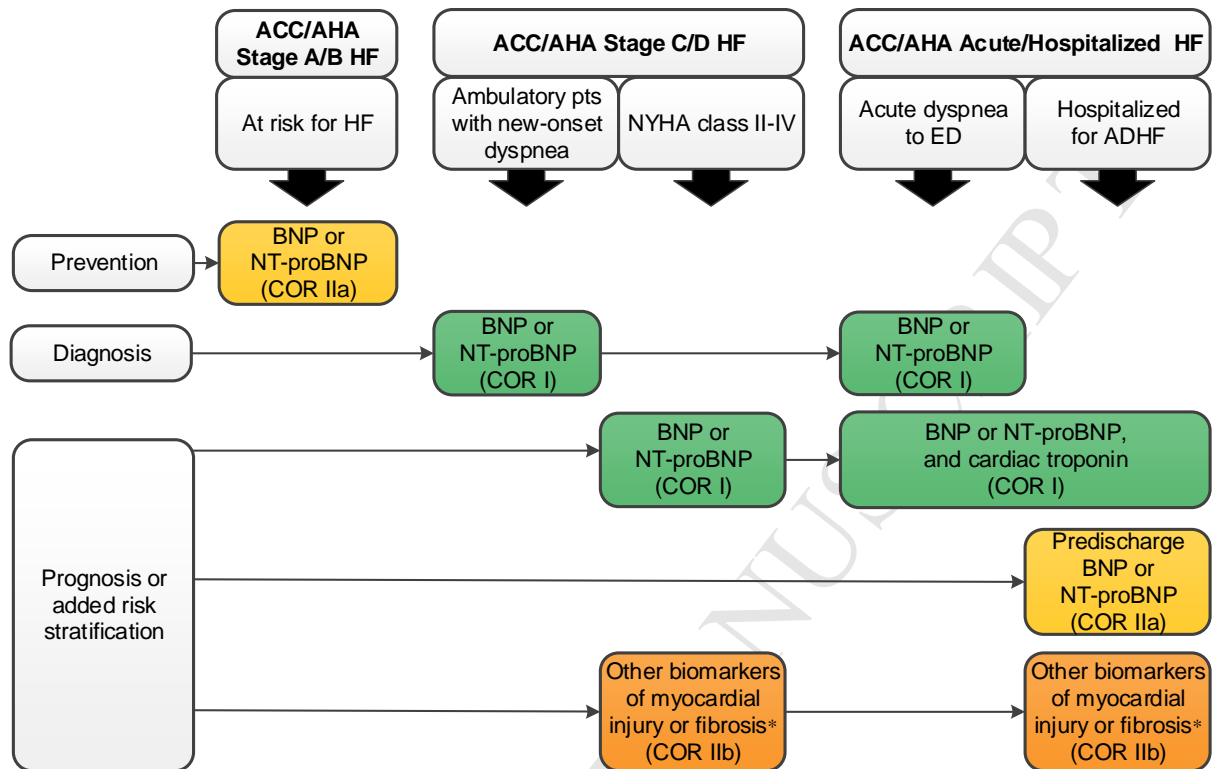 ACC/AHA
Stage A/B HF
ACC/AHA Stage C/D HF
ACC/AHA Acute/Hospitalized HF
At risk for HF
Ambulatory pts
with new-onset
dyspnea
NYHA class II-IV
Acute dyspnea
to ED
Hospitalized
for ADHF
Prevention
BNP or
NT-proBNP
(COR IIa)
Diagnosis
BNP or
NT-proBNP
(COR I)
BNP or
NT-proBNP
(COR I)
Prognosis or
added risk
stratification
BNP or
NT-proBNP
(COR I)
BNP or NT-proBNP,
and cardiac troponin
(COR I)
Predischarge
BNP or
NT-proBNP
(COR IIa)
Other biomarkers
of myocardial
injury or fibrosis*
(COR IIb)
Other biomarkers
of myocardial
injury or fibrosis*
(COR IIb)